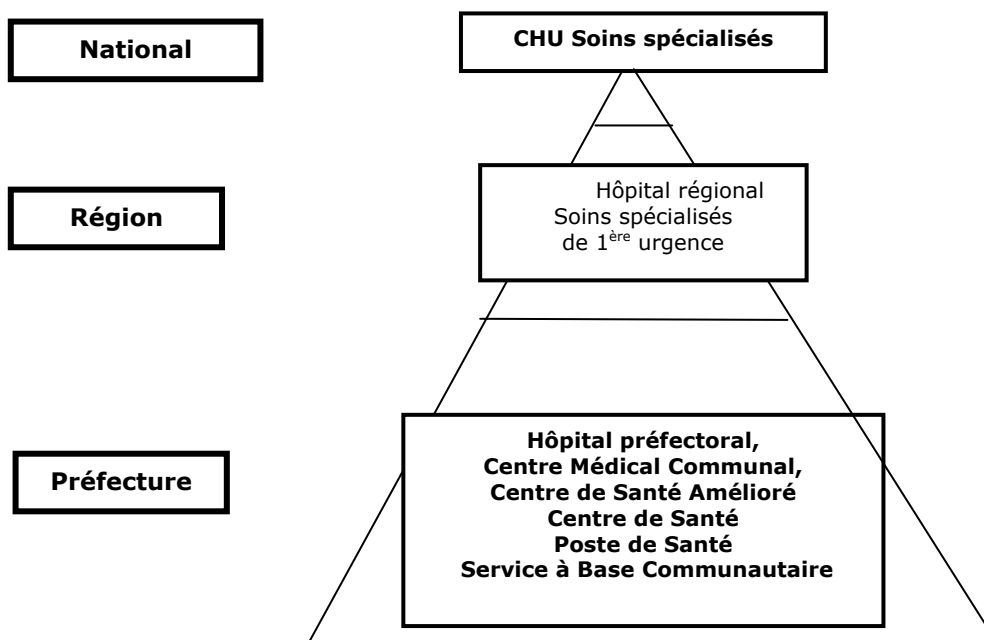 National
CHU Soins spécialisés
Région
Hôpital régional
Soins spécialisés
de 1ère urgence
Préfecture
Hôpital préfectoral,
Centre Médical Communal,
Centre de Santé Amélioré
Centre de Santé
Poste de Santé
Service à Base Communautaire